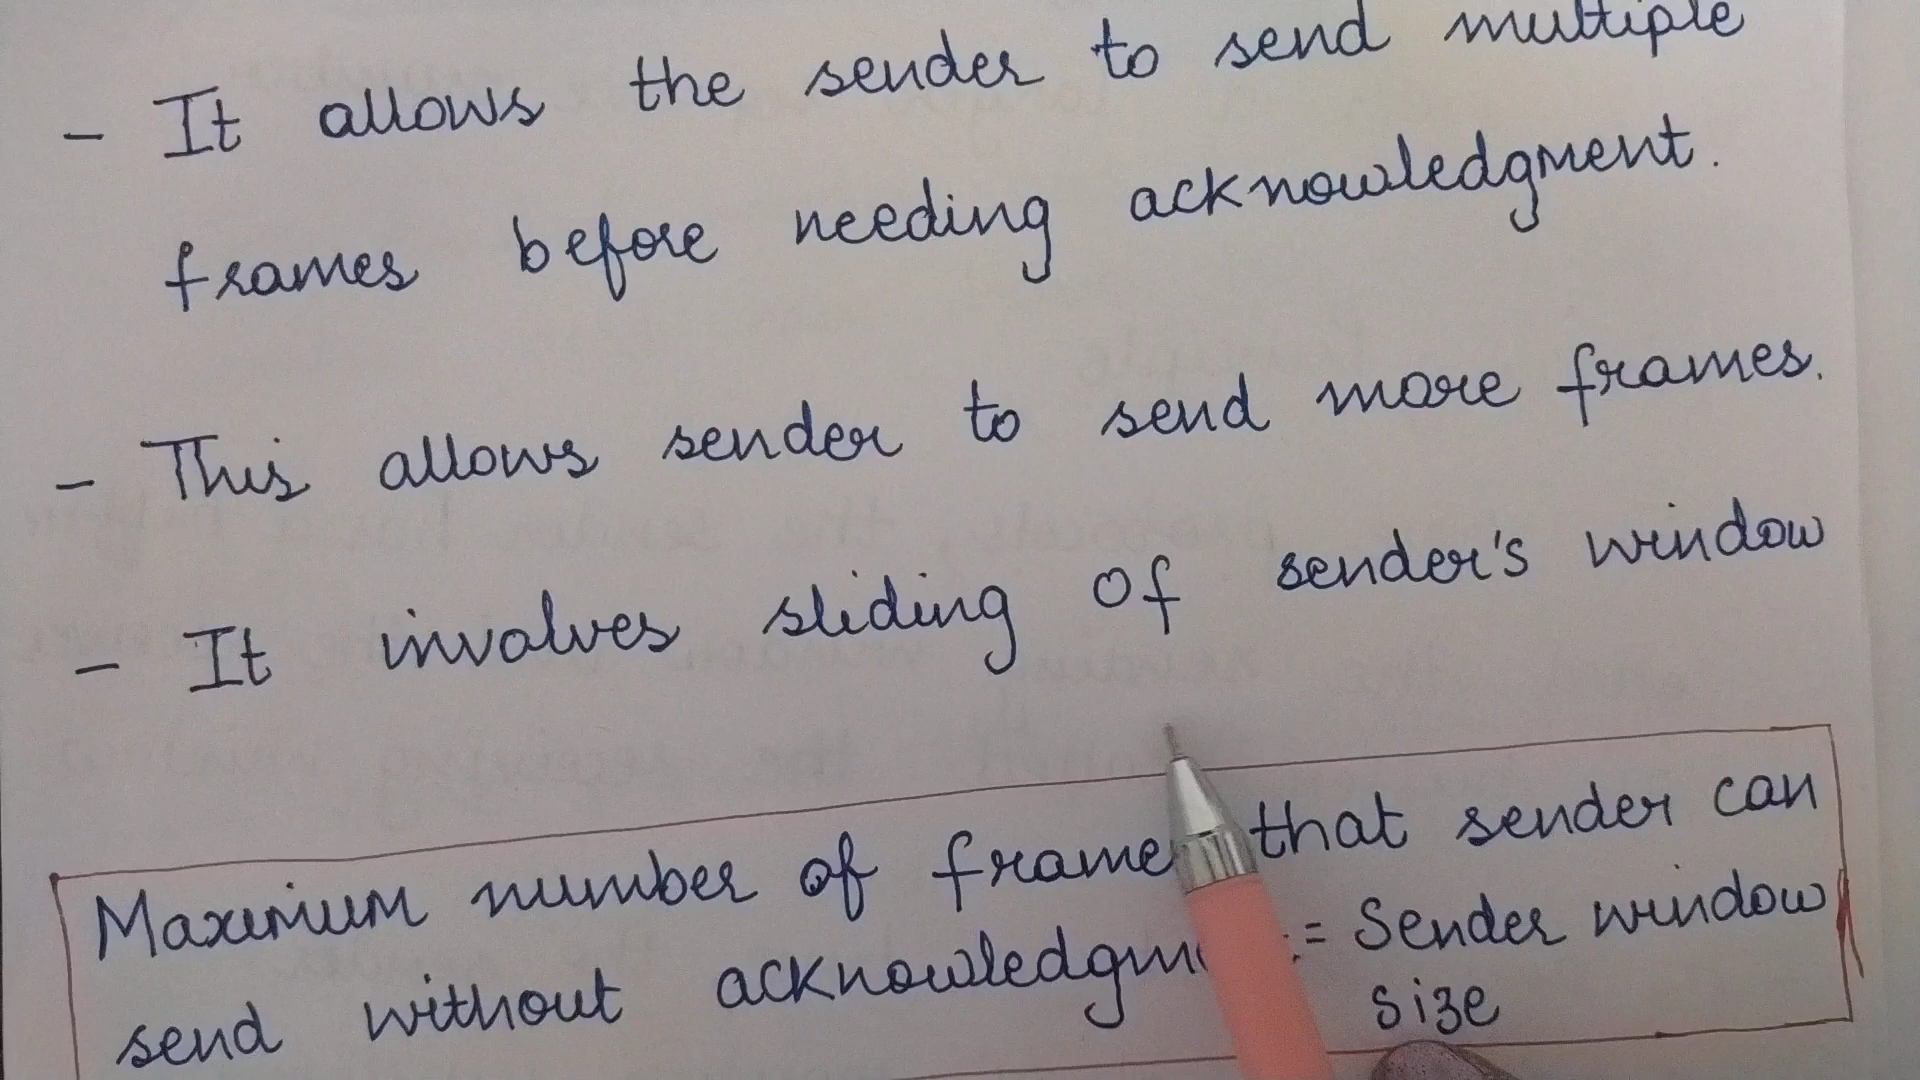 - It allows the sender to send multiple
frames before needing acknowledgment.
- This allows sender to send more frames.
- It involves sliding of sender's window
Maximum number of frame that sender can
send without = Sender window
size